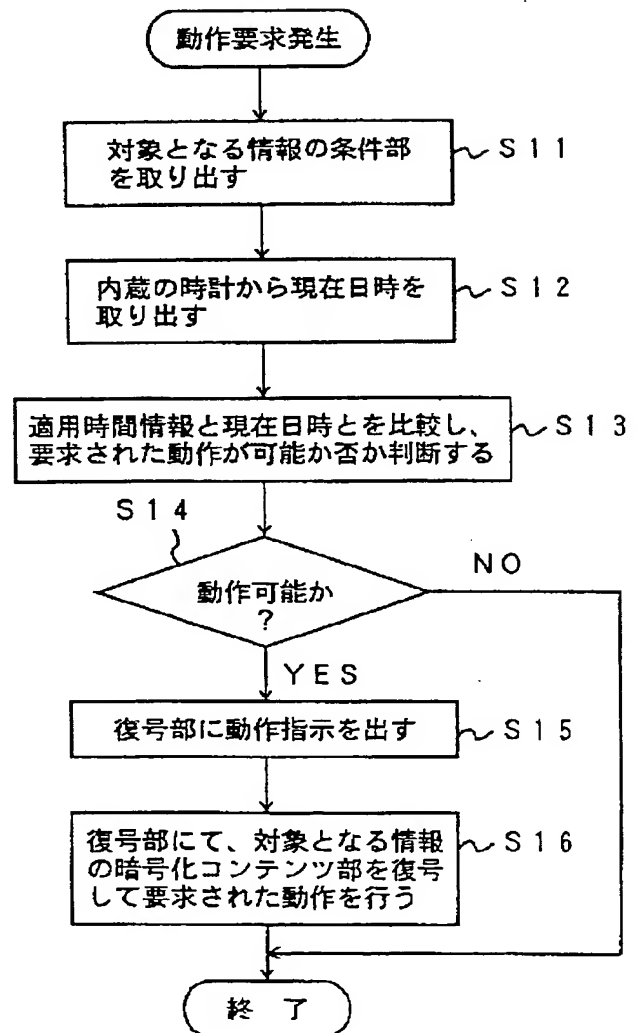 動作要求発生
対象となる情報の条件部
を取り出す
S11
内蔵の時計から現在日時を
取り出す
S12
適用時間情報と現在日時とを比較し、
要求された動作が可能か否か判断する
S13
S14
動作可能か
?
NO
YES
復号部に動作指示を出す
S15
復号部にて、対象となる情報
の暗号化コンテンツ部を復号
して要求された動作を行う
S16
終 了